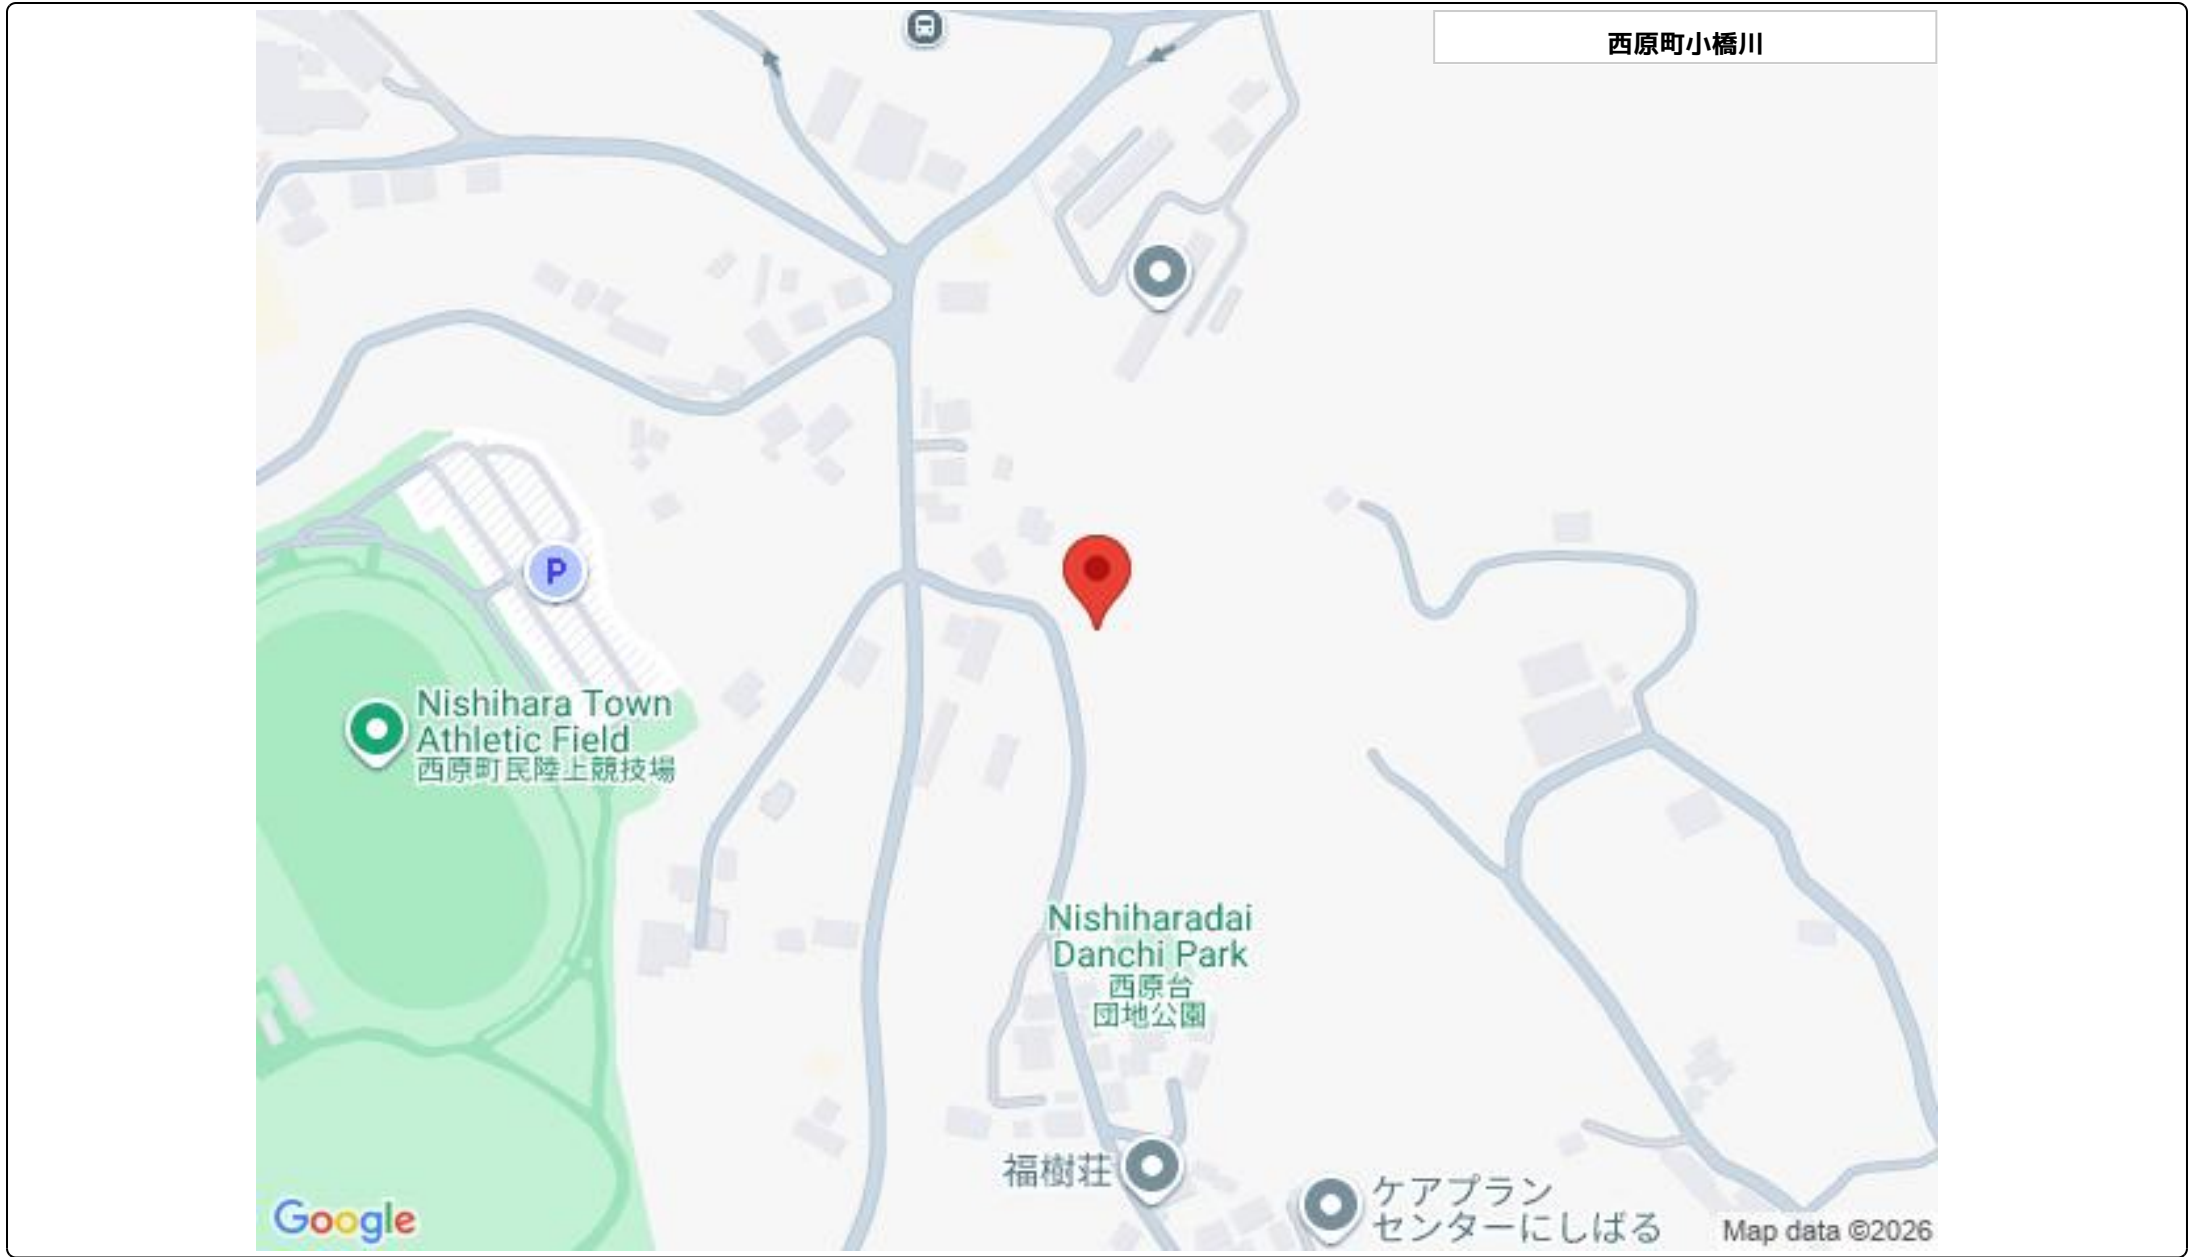 西原町小橋川
P
Nishihara Town
Athletic Field
西原町民陸上競技場
Nishiharadai
Danchi Park
西原台
団地公園
福樹荘
ケアプラン
センターにしばる
Google
Map data ©2026